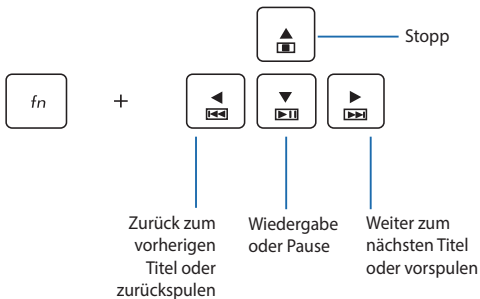 Stopp
fn +
Zurück zum
vorherigen
Titel oder
zurückspulen
Wiedergabe
oder Pause
Weiter zum
nächsten Titel
oder vorspulen